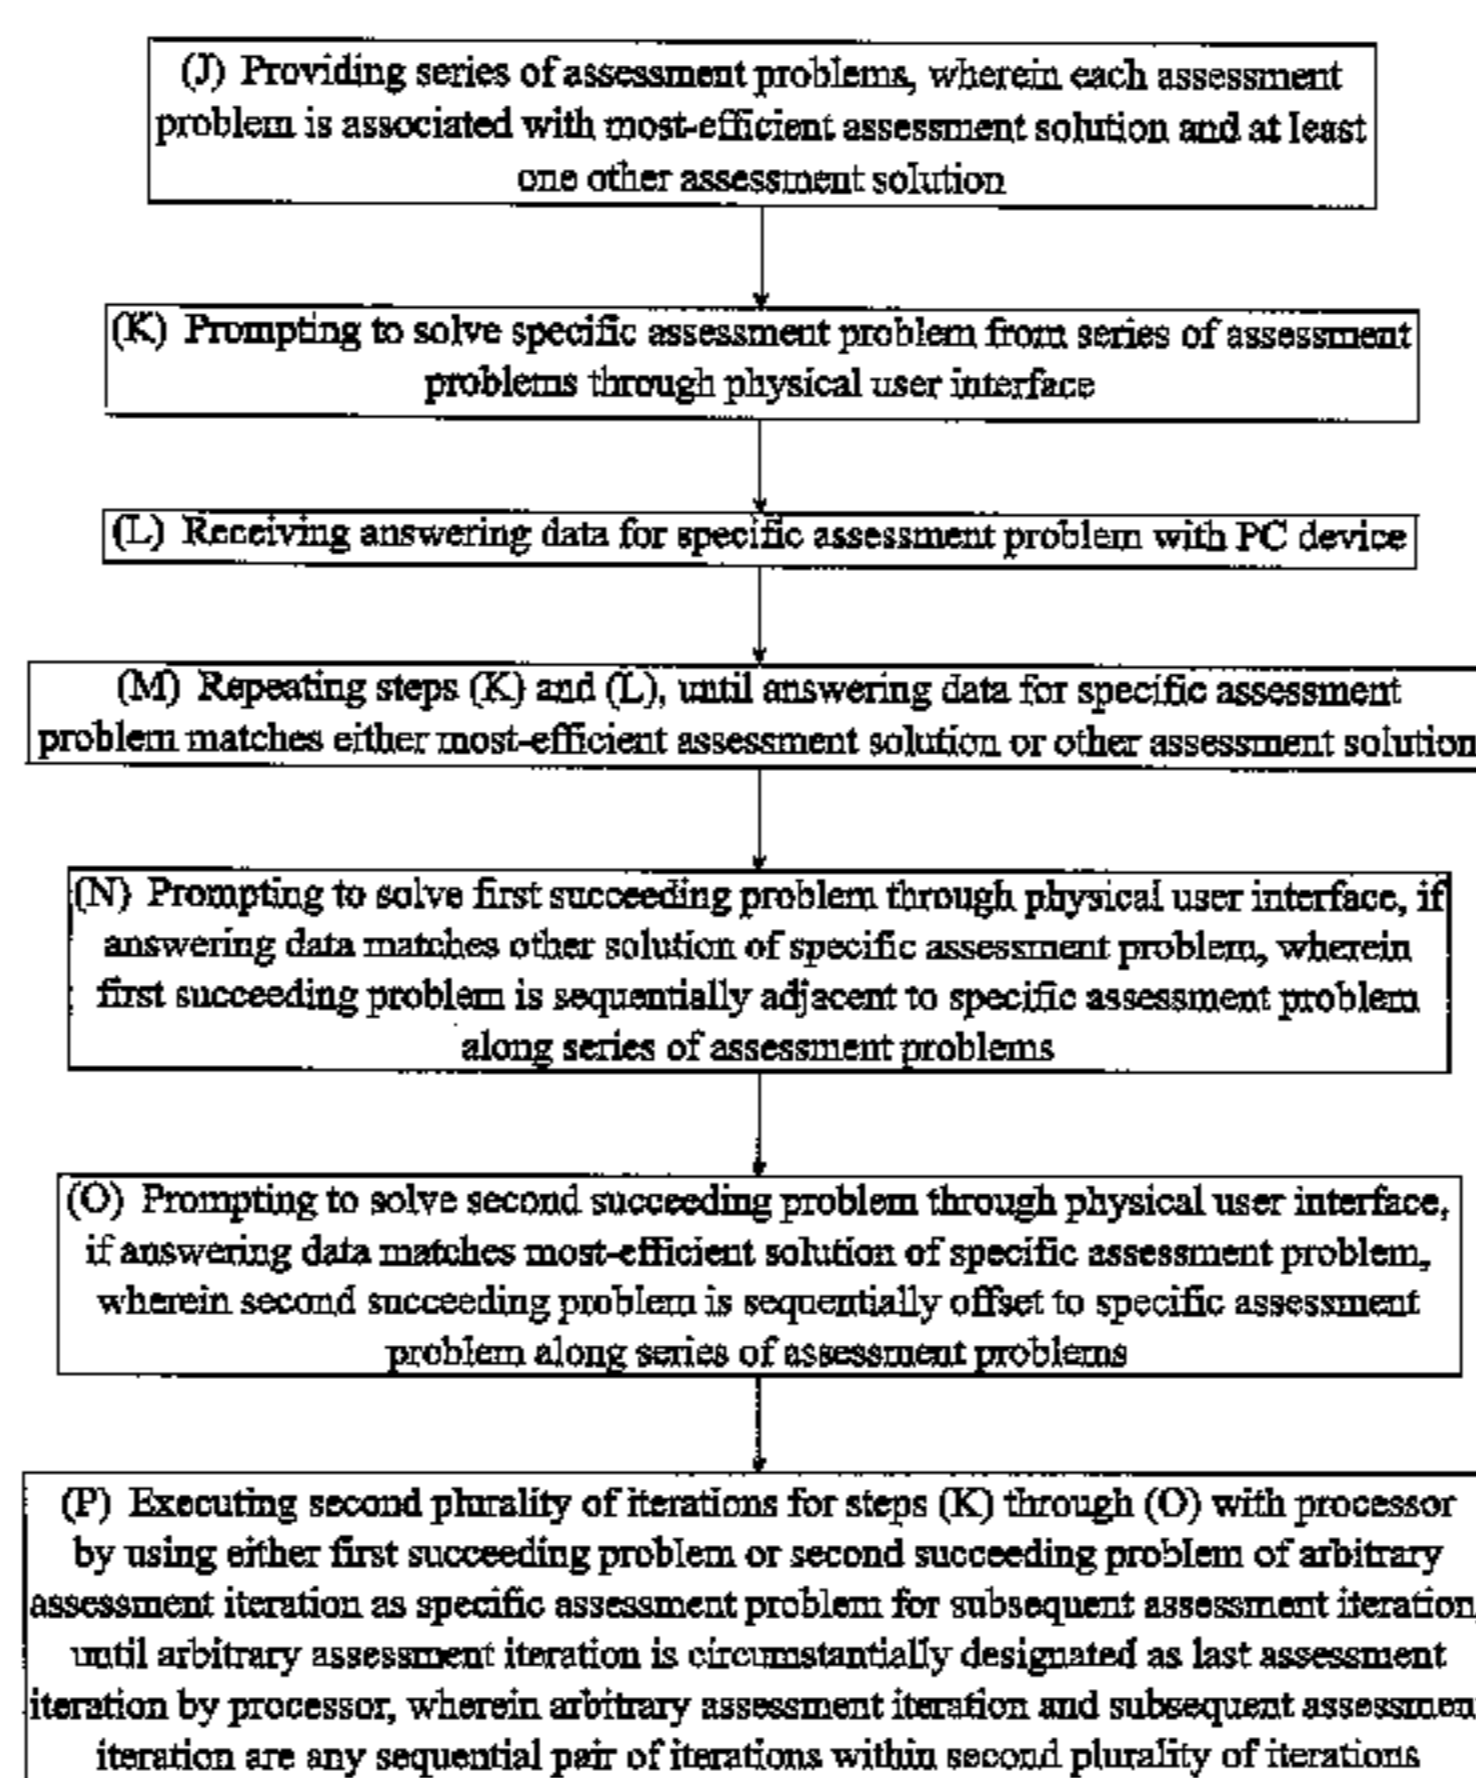 (J) Providing series of assessment problems, wherein each assessment
problem is associated with most-efficient assessment solution and at least
one other assessment solution
(K) Prompting to solve specific assessment problem from series of assessment
problems through physical user interface
(L) Receiving answering data for specific assessment problem with PC device
(M) Repeating steps (K) and (L), until answering data for specific assessment
problem matches either most-efficient assessment solution or other assessment solution
(N) Prompting to solve first succeeding problem through physical user interface, if
answering data matches other solution of specific assessment problem, wherein
first succeeding problem is sequentially adjacent to specific assessment problem
along series of assessment problems
(O) Prompting to solve second succeeding problem through physical user interface,
if answering data matches most-efficient solution of specific assessment problem,
wherein second succeeding problem is sequentially offset to specific assessment
problem along series of assessment problems
(P) Executing second plurality of iterations for steps (K) through (O) with processor
by using either first succeeding problem or second succeeding problem of arbitrary
assessment iteration as specific assessment problem for subsequent assessment iteration,
until arbitrary assessment iteration is circumstantially designated as last assessment
iteration by processor, wherein arbitrary assessment iteration and subsequent assessment
iteration are any sequential pair of iterations within second plurality of iterations